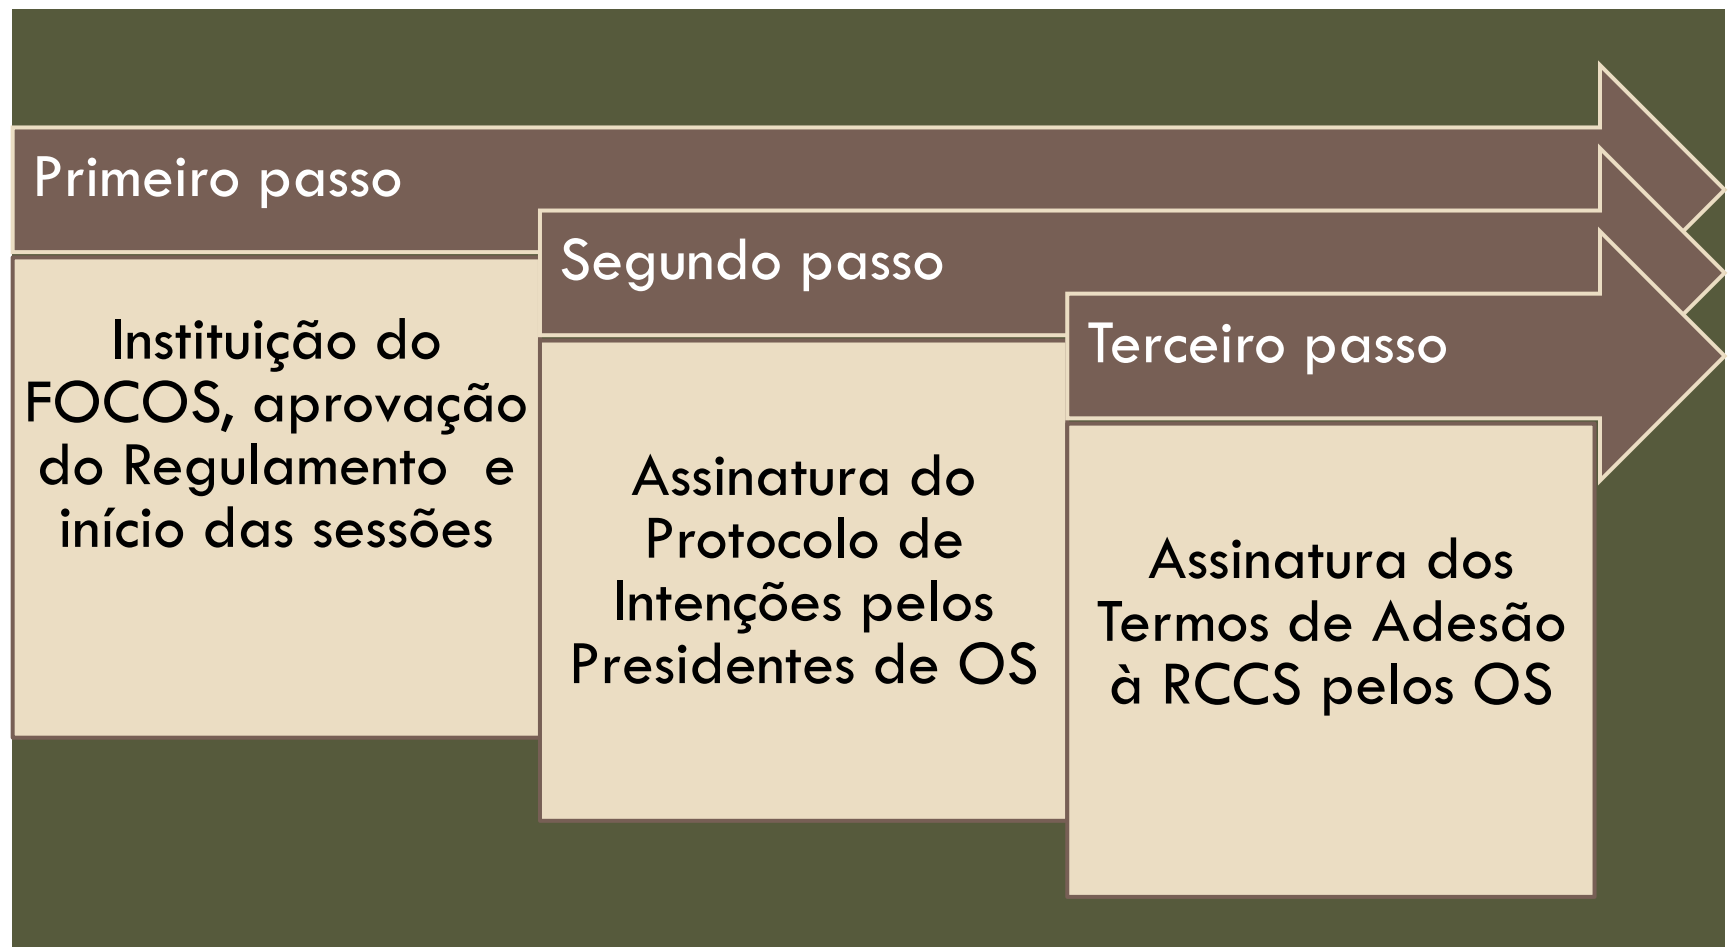 Primeiro passo
Instituição do
FOCOS, aprovação
do Regulamento  e
início das sessões
Segundo passo
Assinatura do
Protocolo de
Intenções pelos
Presidentes de OS
Terceiro passo
Assinatura dos
Termos de Adesão
à RCCS pelos OS